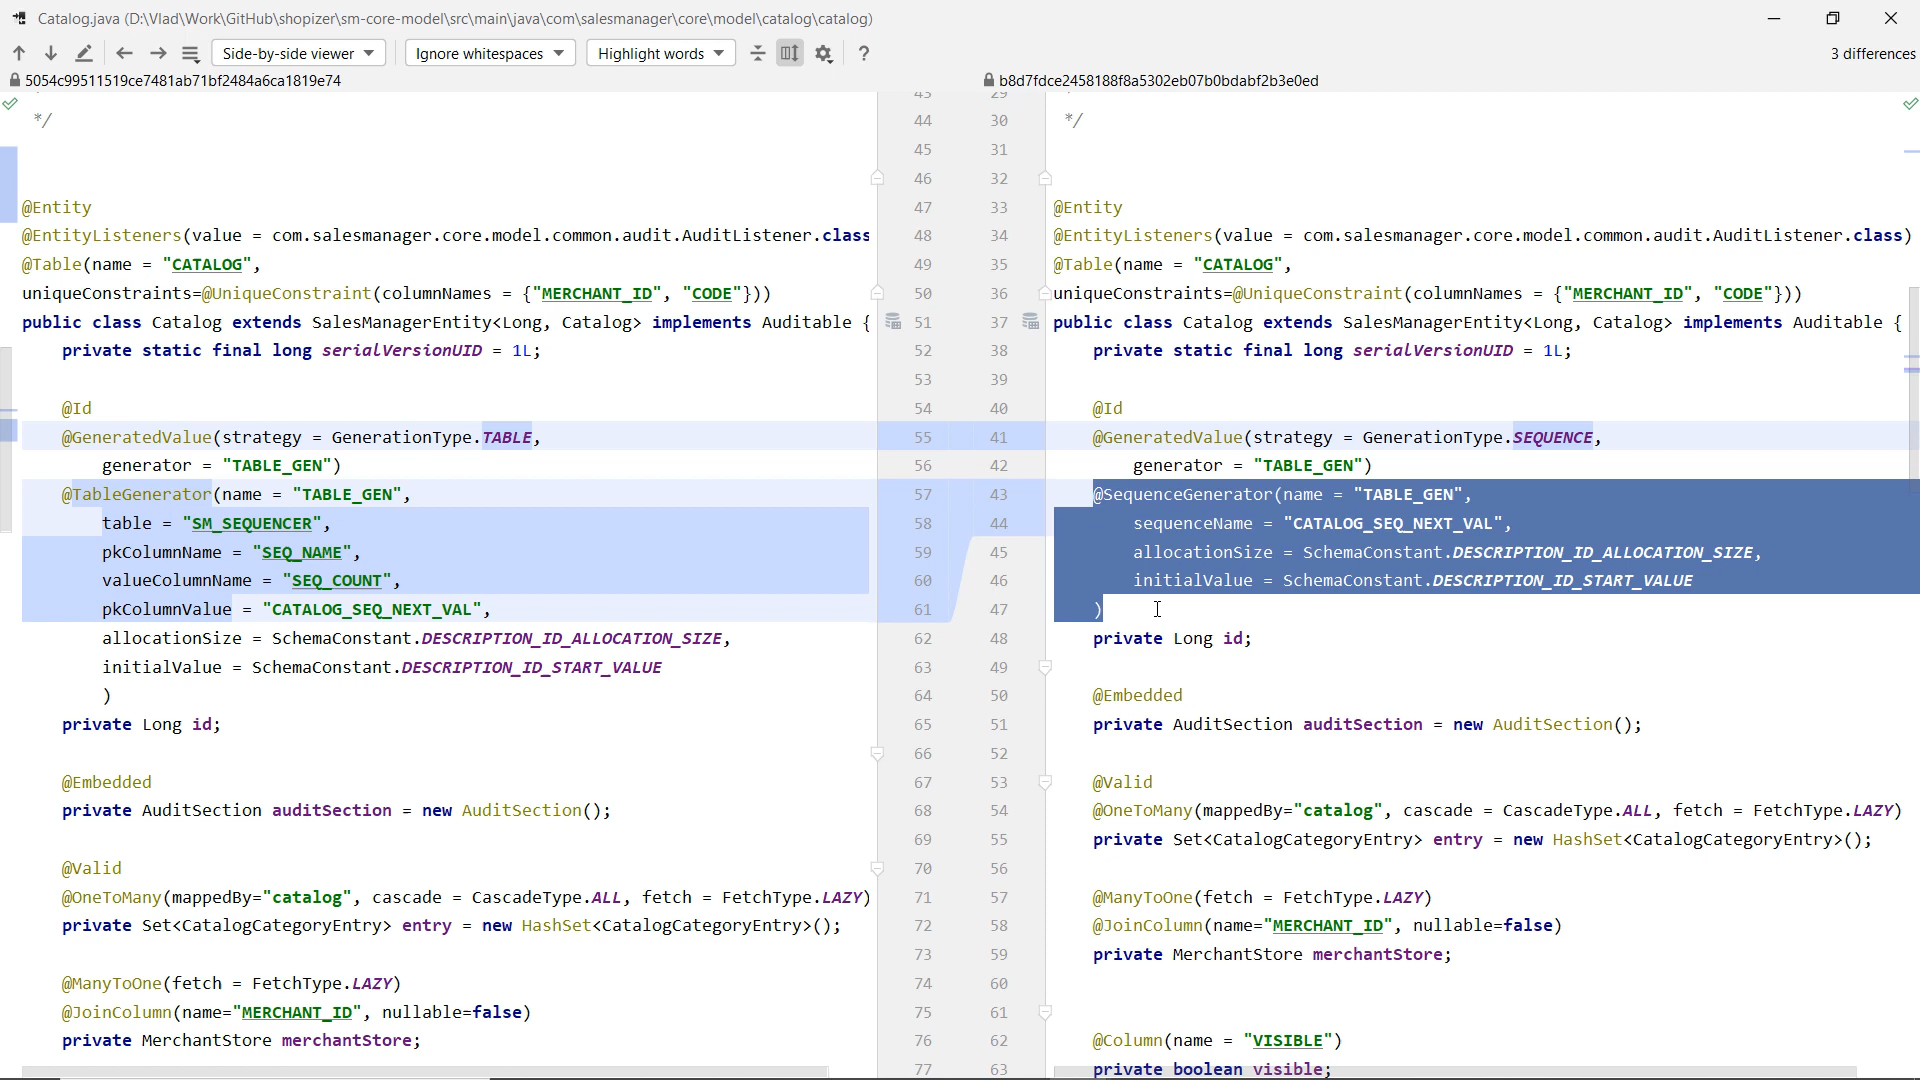 Catalog.java (D:\Vlad\Work\GitHub\shopizer\sm-core-model\src\main\java\com\salesmanager\core\model\catalog\catalog)
Side-by-side viewer
Ignore whitespaces
Highlight words
?
3 differences
5054c99511519ce7481ab71bf2484a6ca1819e74
b8d7fdce2458188f8a5302eb07b0bdabf2b3e0ed
43
*/ 44
45
46
@Entity 47
@EntityListeners(value = com.salesmanager.core.model.common.audit.AuditListener.class 48
@Table(name = "CATALOG", 49
uniqueConstraints=@UniqueConstraint(columnNames = {"MERCHANT_ID", "CODE"})) 50
public class Catalog extends SalesManagerEntity<Long, Catalog> implements Auditable { 51
private static final long serialVersionUID = 1L; 52
53
@Id 54
@GeneratedValue(strategy = GenerationType.TABLE, 55
generator = "TABLE_GEN") 56
@TableGenerator(name = "TABLE_GEN", 57
table = "SM_SEQUENCER", 58
pkColumnName = "SEQ_NAME", 59
valueColumnName = "SEQ_COUNT", 60
pkColumnValue = "CATALOG_SEQ_NEXT_VAL", 61
allocationSize = SchemaConstant.DESCRIPTION_ID_ALLOCATION_SIZE, 62
initialValue = SchemaConstant.DESCRIPTION_ID_START_VALUE 63
) 64
private Long id; 65
66
@Embedded 67
private AuditSection auditSection = new AuditSection(); 68
69
@Valid 70
@OneToMany(mappedBy="catalog", cascade = CascadeType.ALL, fetch = FetchType.LAZY) 71
private Set<CatalogCategoryEntry> entry = new HashSet<CatalogCategoryEntry>(); 72
73
@ManyToOne(fetch = FetchType.LAZY) 74
@JoinColumn(name="MERCHANT_ID", nullable=false) 75
private MerchantStore merchantStore; 76
77
29
30 */
31
32
33 @Entity
34 @EntityListeners(value = com.salesmanager.core.model.common.audit.AuditListener.class)
35 @Table(name = "CATALOG",
36 uniqueConstraints=@UniqueConstraint(columnNames = {"MERCHANT_ID", "CODE"}))
37 public class Catalog extends SalesManagerEntity<Long, Catalog> implements Auditable {
38 private static final long serialVersionUID = 1L;
39
40 @Id
41 @GeneratedValue(strategy = GenerationType.SEQUENCE,
42 generator = "TABLE_GEN")
43 @SequenceGenerator(name = "TABLE_GEN",
44 sequenceName = "CATALOG_SEQ_NEXT_VAL",
45 allocationSize = SchemaConstant.DESCRIPTION_ID_ALLOCATION_SIZE,
46 initialValue = SchemaConstant.DESCRIPTION_ID_START_VALUE
47 )
48 private Long id;
49
50 @Embedded
51 private AuditSection auditSection = new AuditSection();
52
53 @Valid
54 @OneToMany(mappedBy="catalog", cascade = CascadeType.ALL, fetch = FetchType.LAZY)
55 private Set<CatalogCategoryEntry> entry = new HashSet<CatalogCategoryEntry>();
56
57 @ManyToOne(fetch = FetchType.LAZY)
58 @JoinColumn(name="MERCHANT_ID", nullable=false)
59 private MerchantStore merchantStore;
60
61
62 @Column(name = "VISIBLE")
63 private boolean visible;